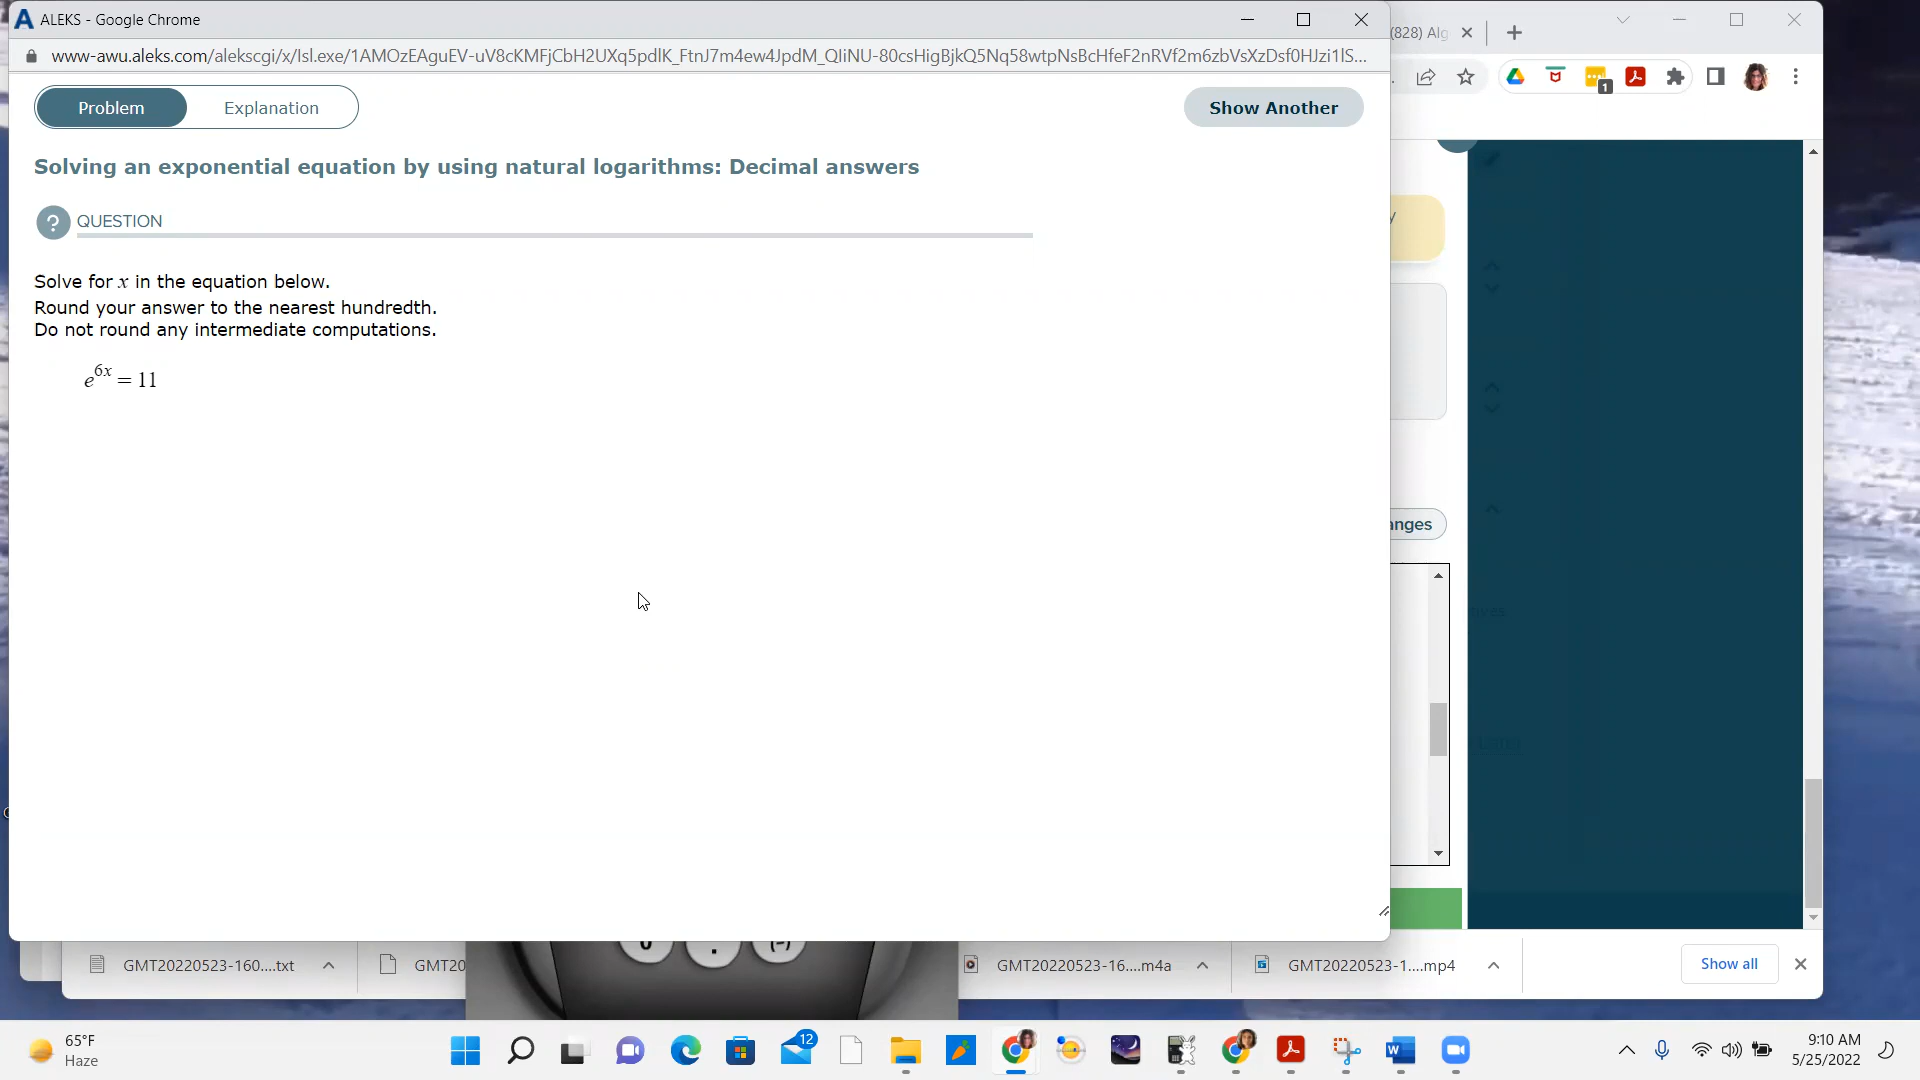 ALEKS - Google Chrome
www-awu.aleks.com/alekscgi/x/Isl.exe/1AMOzEAguEV-uV8cKMFjCbH2UXq5pdlK_FtnJ7m4ew4JpdM_QIiNU-80csHigBjkQ5Nq58wtpNsBcHfeF2nRVf2m6zbVsXzDsf0HJzi1lS...
(828) Alg
1
Problem
Explanation
Show Another
Solving an exponential equation by using natural logarithms: Decimal answers
? QUESTION
Solve for x in the equation below.
Round your answer to the nearest hundredth.
Do not round any intermediate computations.
e^6x = 11
anges
0 . (-)
GMT20220523-160....txt
GMT20
GMT20220523-16....m4a
GMT20220523-1....mp4
Show all
65°F
Haze
12
9:10 AM
5/25/2022